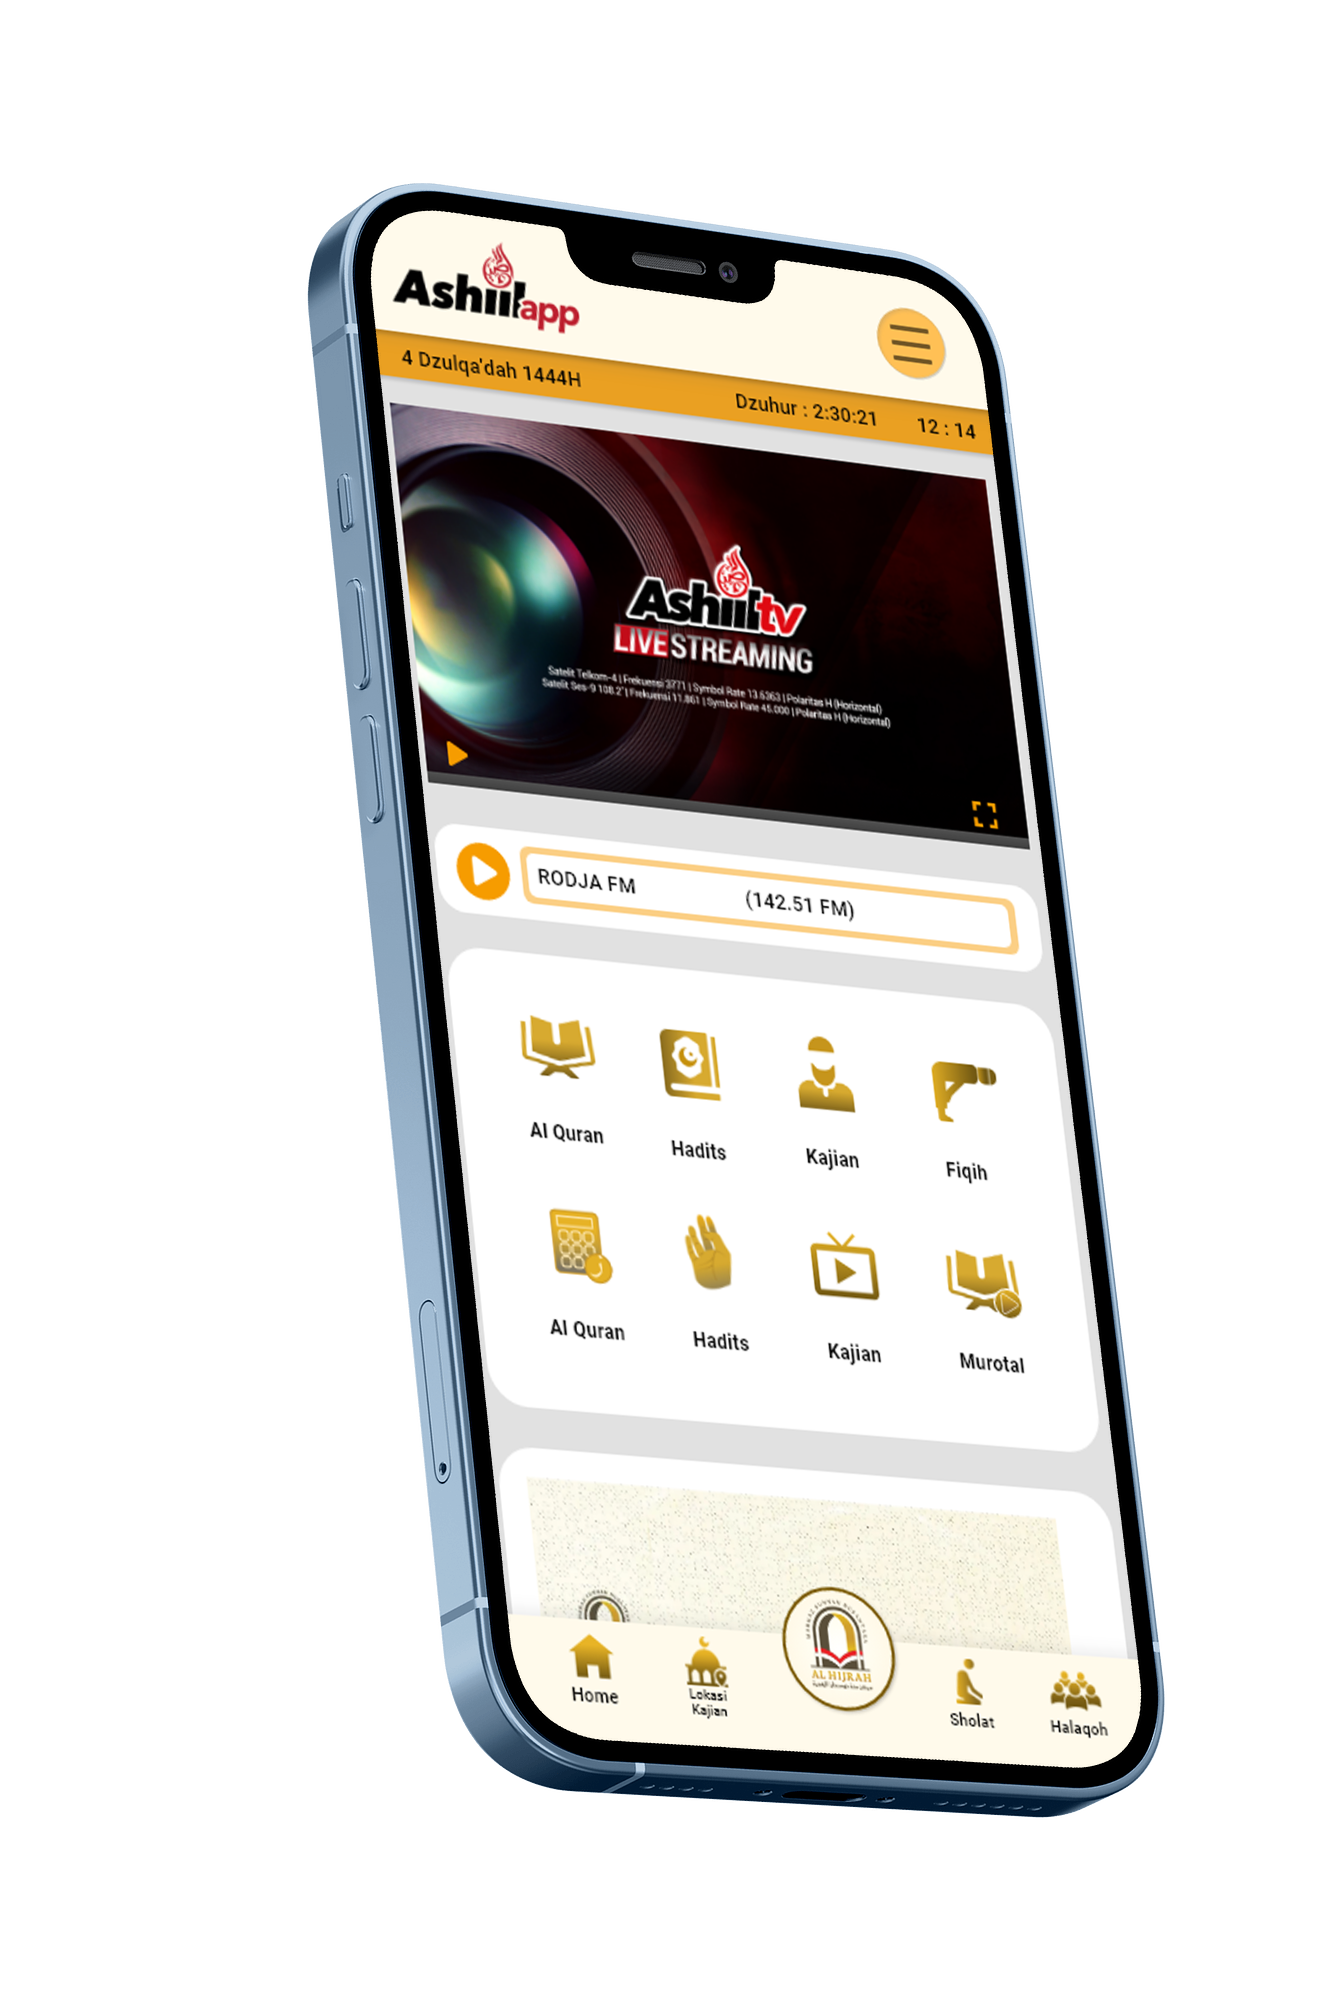 Ashiilapp
4 Dzulqa'dah 1444H
Dzuhur : 2:30:21
12 : 14
Ashiiltv
LIVE STREAMING
Satelit Telkom-4 | Frekuensi 3771 | Symbol Rate 13.6363 | Polaritas H (Horizontal)
Satelit Ses-9 108.2° | Frekuensi 11.861 | Symbol Rate 45.000 | Polaritas H (Horizontal)
RODJA FM (142.51 FM)
Al Quran
Hadits
Kajian
Fiqih
Al Quran
Hadits
Kajian
Murotal
AL HIJRAH
Home
Lokasi
Kajian
Sholat
Halaqoh